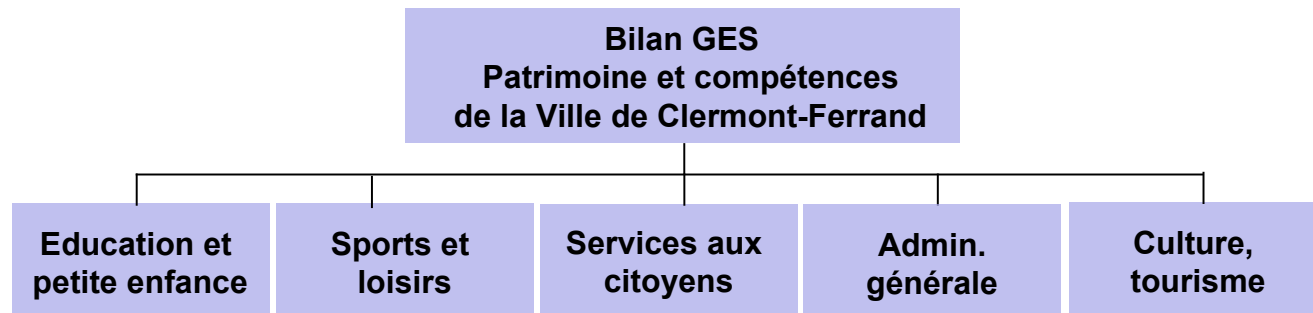 Bilan GES
Patrimoine et compétences
de la Ville de Clermont-Ferrand
Education et
petite enfance
Sports et
loisirs
Services aux
citoyens
Admin.
générale
Culture,
tourisme